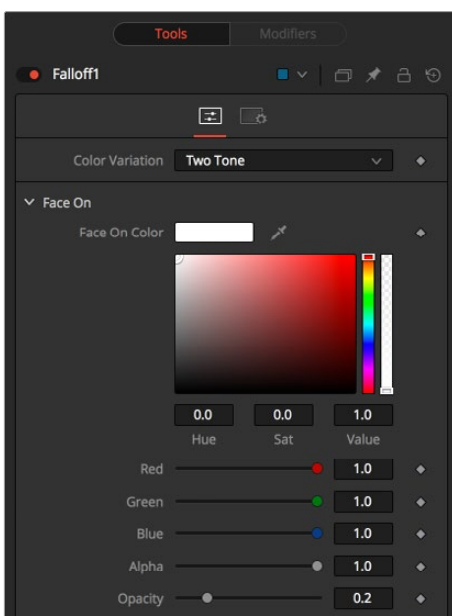 Tools Modifiers
Falloff1
Color Variation Two Tone
Face On
Face On Color
0.0 0.0 1.0
Hue Sat Value
Red 1.0
Green 1.0
Blue 1.0
Alpha 1.0
Opacity 0.2